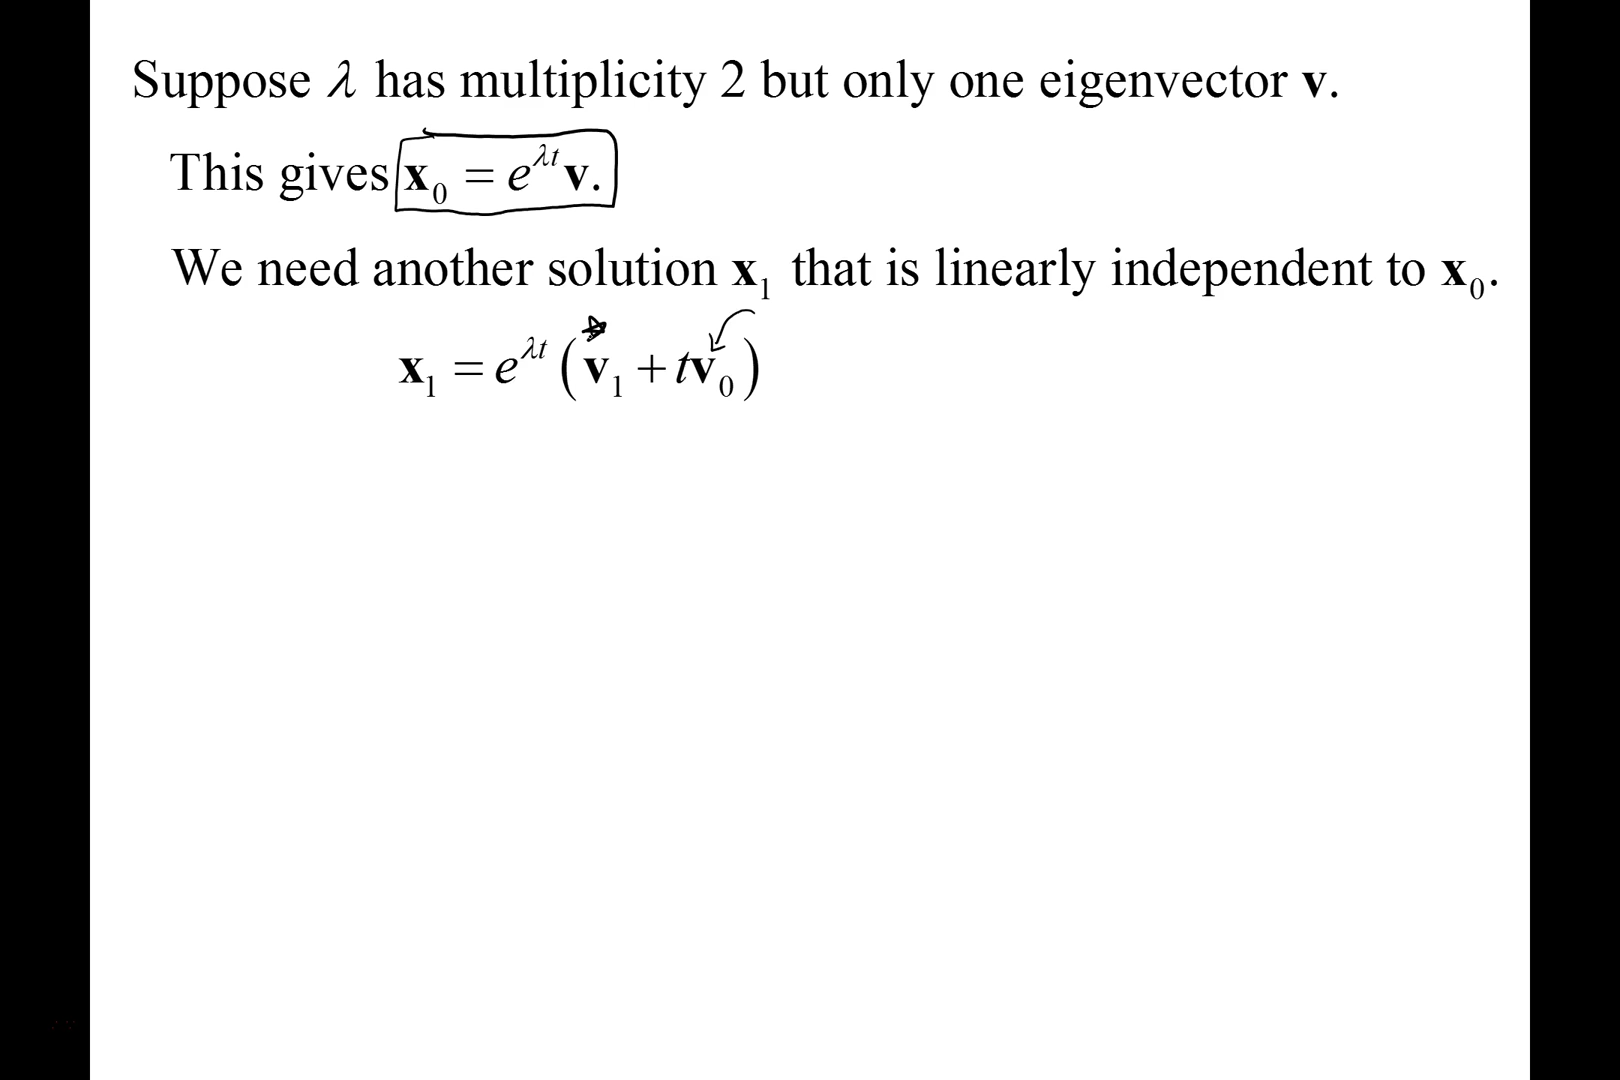 Suppose λ has multiplicity 2 but only one eigenvector v.
This gives x₀ = e^{λt} v.
We need another solution x₁ that is linearly independent to x₀.
x₁ = e^{λt} (v₁ + tv₀)